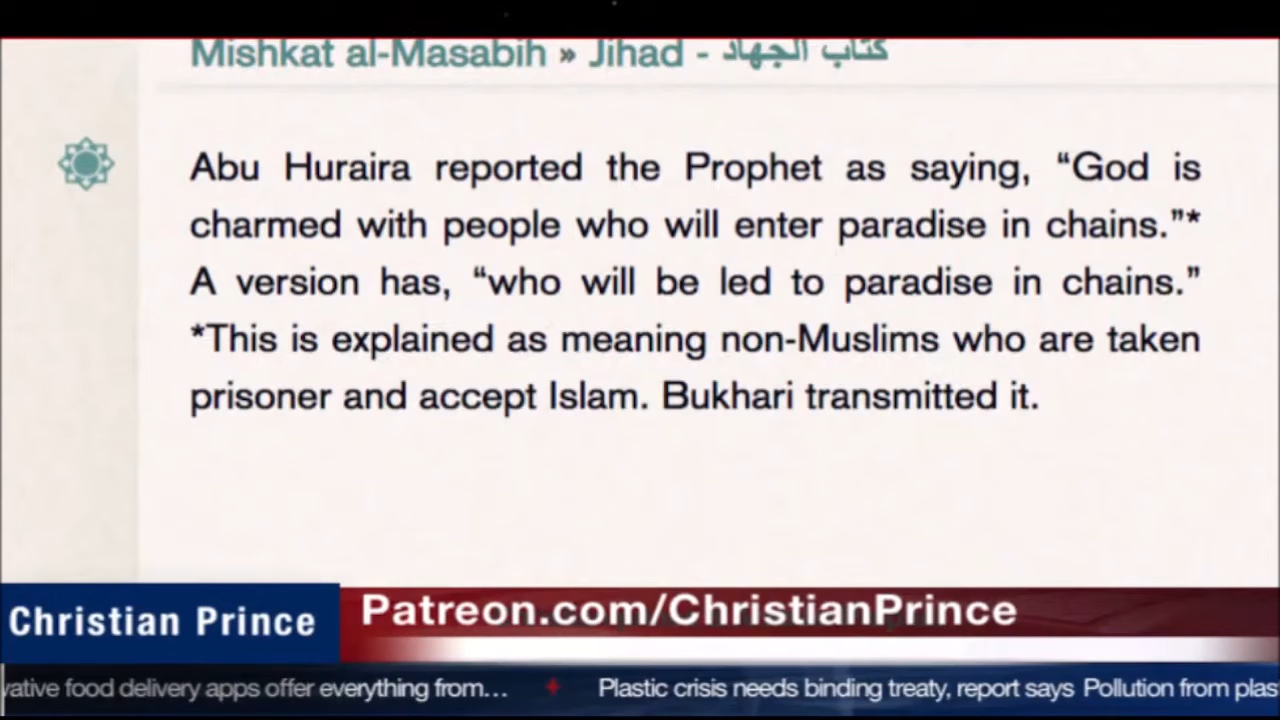 Mishkat al-Masabih » Jihad - كتاب الجهاد
Abu Huraira reported the Prophet as saying, “God is
charmed with people who will enter paradise in chains.”*
A version has, “who will be led to paradise in chains.”
*This is explained as meaning non-Muslims who are taken
prisoner and accept Islam. Bukhari transmitted it.
Christian Prince
Patreon.com/ChristianPrince
food delivery apps offer everything from... Plastic crisis needs binding treaty, report says Pollution from